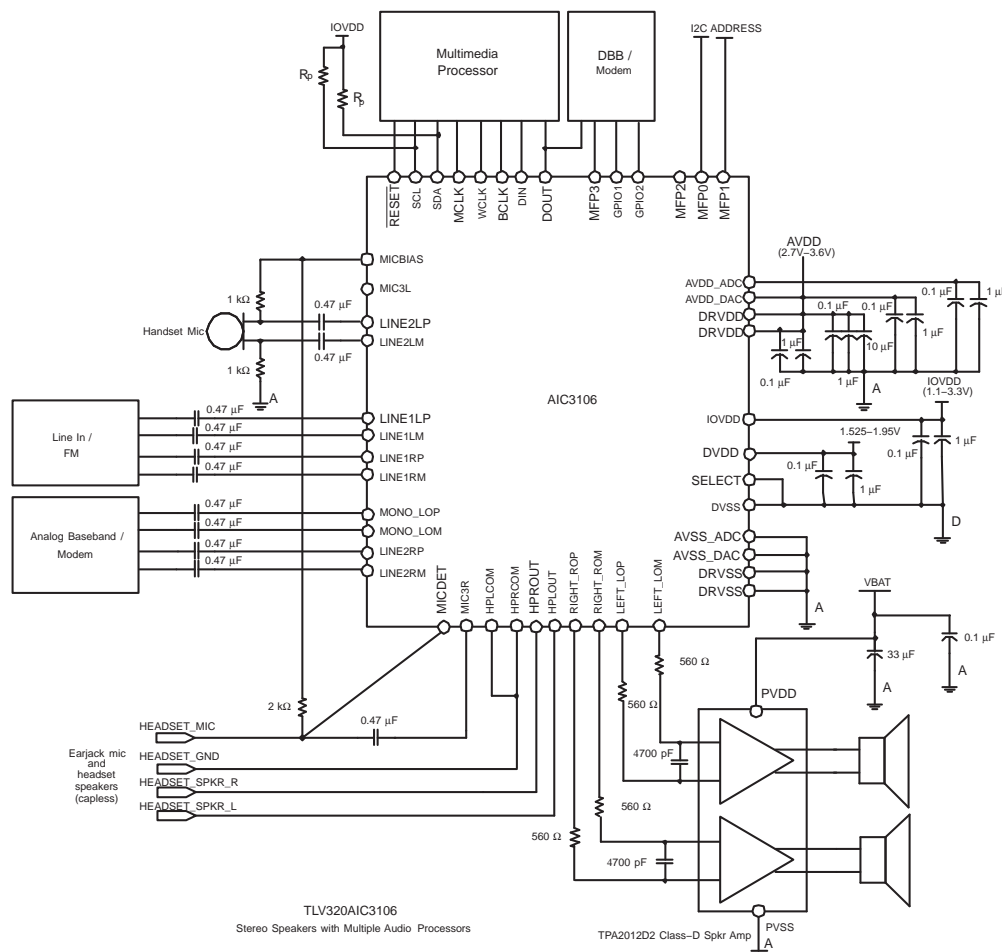 IOVDD
Rp
Rp
Multimedia
Processor
DBB /
Modem
I2C ADDRESS
RESET
SCL
SDA
MCLK
WCLK
BCLK
DIN
DOUT
MFP3
GPIO1
GPIO2
MFP2
MFP0
MFP1
MICBIAS
MIC3L
1 kΩ
0.47 μF
LINE2LP
Handset Mic
LINE2LM
0.47 μF
1 kΩ
A
AIC3106
AVDD
(2.7V−3.6V)
AVDD_ADC
AVDD_DAC
DRVDD
DRVDD
0.1 μF
1 μF
0.1 μF
0.1 μF
1 μF
1 μF
10 μF
0.1 μF
1 μF
A
IOVDD
(1.1−3.3V)
IOVDD
1.525−1.95V
DVDD
0.1 μF
1 μF
0.1 μF
1 μF
SELECT
DVSS
D
AVSS_ADC
AVSS_DAC
DRVSS
DRVSS
A
Line In /
FM
0.47 μF
0.47 μF
0.47 μF
0.47 μF
LINE1LP
LINE1LM
LINE1RP
LINE1RM
Analog Baseband /
Modem
0.47 μF
0.47 μF
0.47 μF
0.47 μF
MONO_LOP
MONO_LOM
LINE2RP
LINE2RM
MICDET
MIC3R
HPLCOM
HPRCOM
HPROUT
HPLOUT
RIGHT_ROP
RIGHT_ROM
LEFT_LOP
LEFT_LOM
VBAT
33 μF
0.1 μF
A
A
560 Ω
560 Ω
PVDD
4700 pF
2 kΩ
0.47 μF
HEADSET_MIC
HEADSET_GND
HEADSET_SPKR_R
HEADSET_SPKR_L
Earjack mic
and
headset
speakers
(capless)
560 Ω
560 Ω
4700 pF
TLV320AIC3106
Stereo Speakers with Multiple Audio Processors
TPA2012D2 Class−D Spkr Amp
PVSS
A